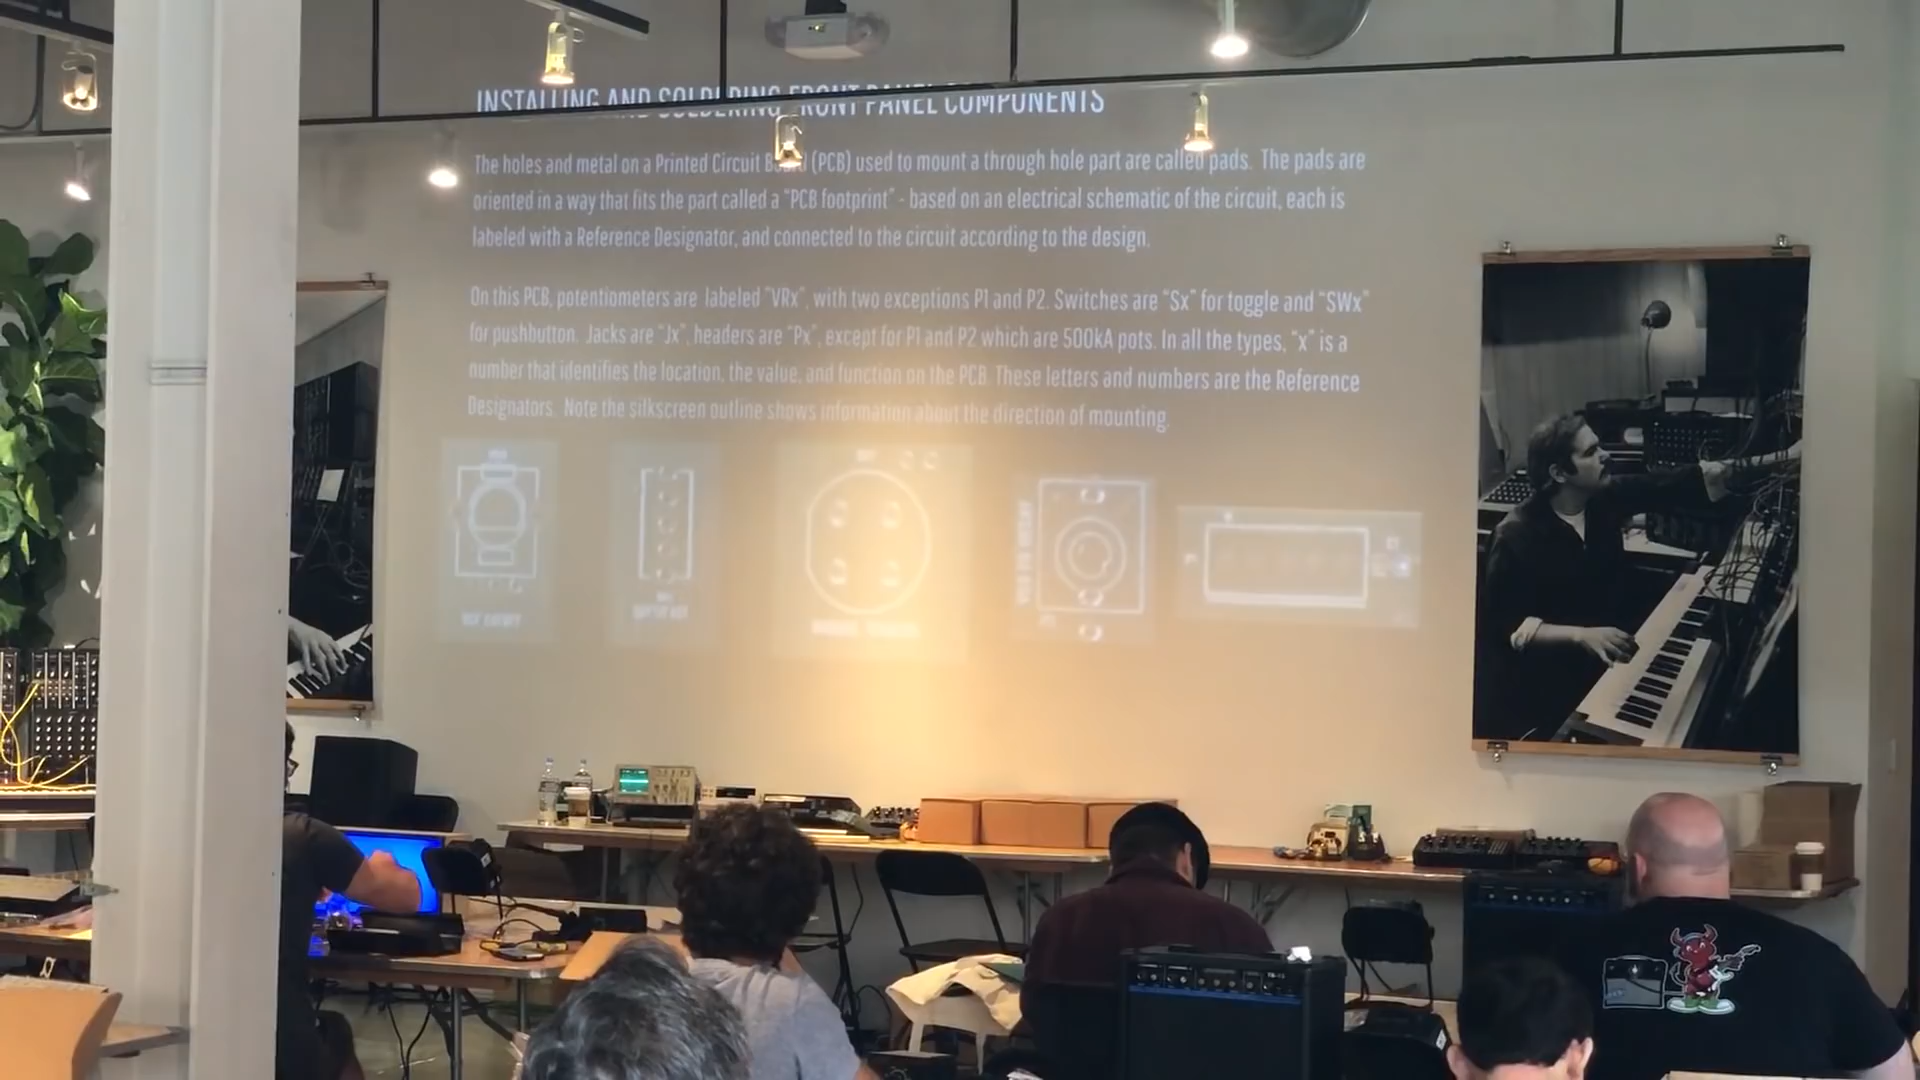 INSTALLING AND SOLDERING FRONT PANEL COMPONENTS
The holes and metal on a Printed Circuit Board (PCB) used to mount a through hole part are called pads. The pads are
oriented in a way that fits the part called a "PCB footprint" - based on an electrical schematic of the circuit, each is
labeled with a Reference Designator, and connected to the circuit according to the design.
On this PCB, potentiometers are labeled "VRx", with two exceptions P1 and P2. Switches are "Sx" for toggle and "SWx"
for pushbutton. Jacks are "Jx", headers are "Px", except for P1 and P2 which are 500kA pots. In all the types, "x" is a
number that identifies the location, the value, and function on the PCB. These letters and numbers are the Reference
Designators. Note the silkscreen outline shows information about the direction of mounting.